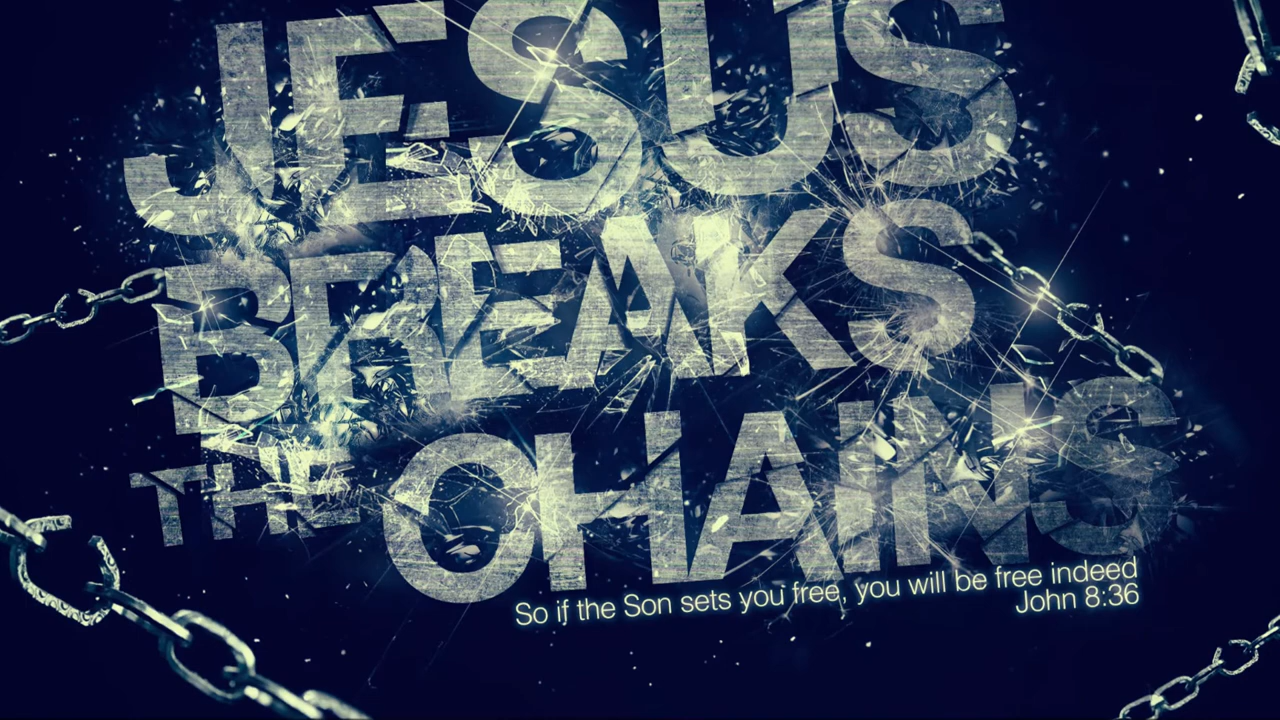 JESUS
BREAKS
THE CHAINS
So if the Son sets you free, you will be free indeed
John 8:36